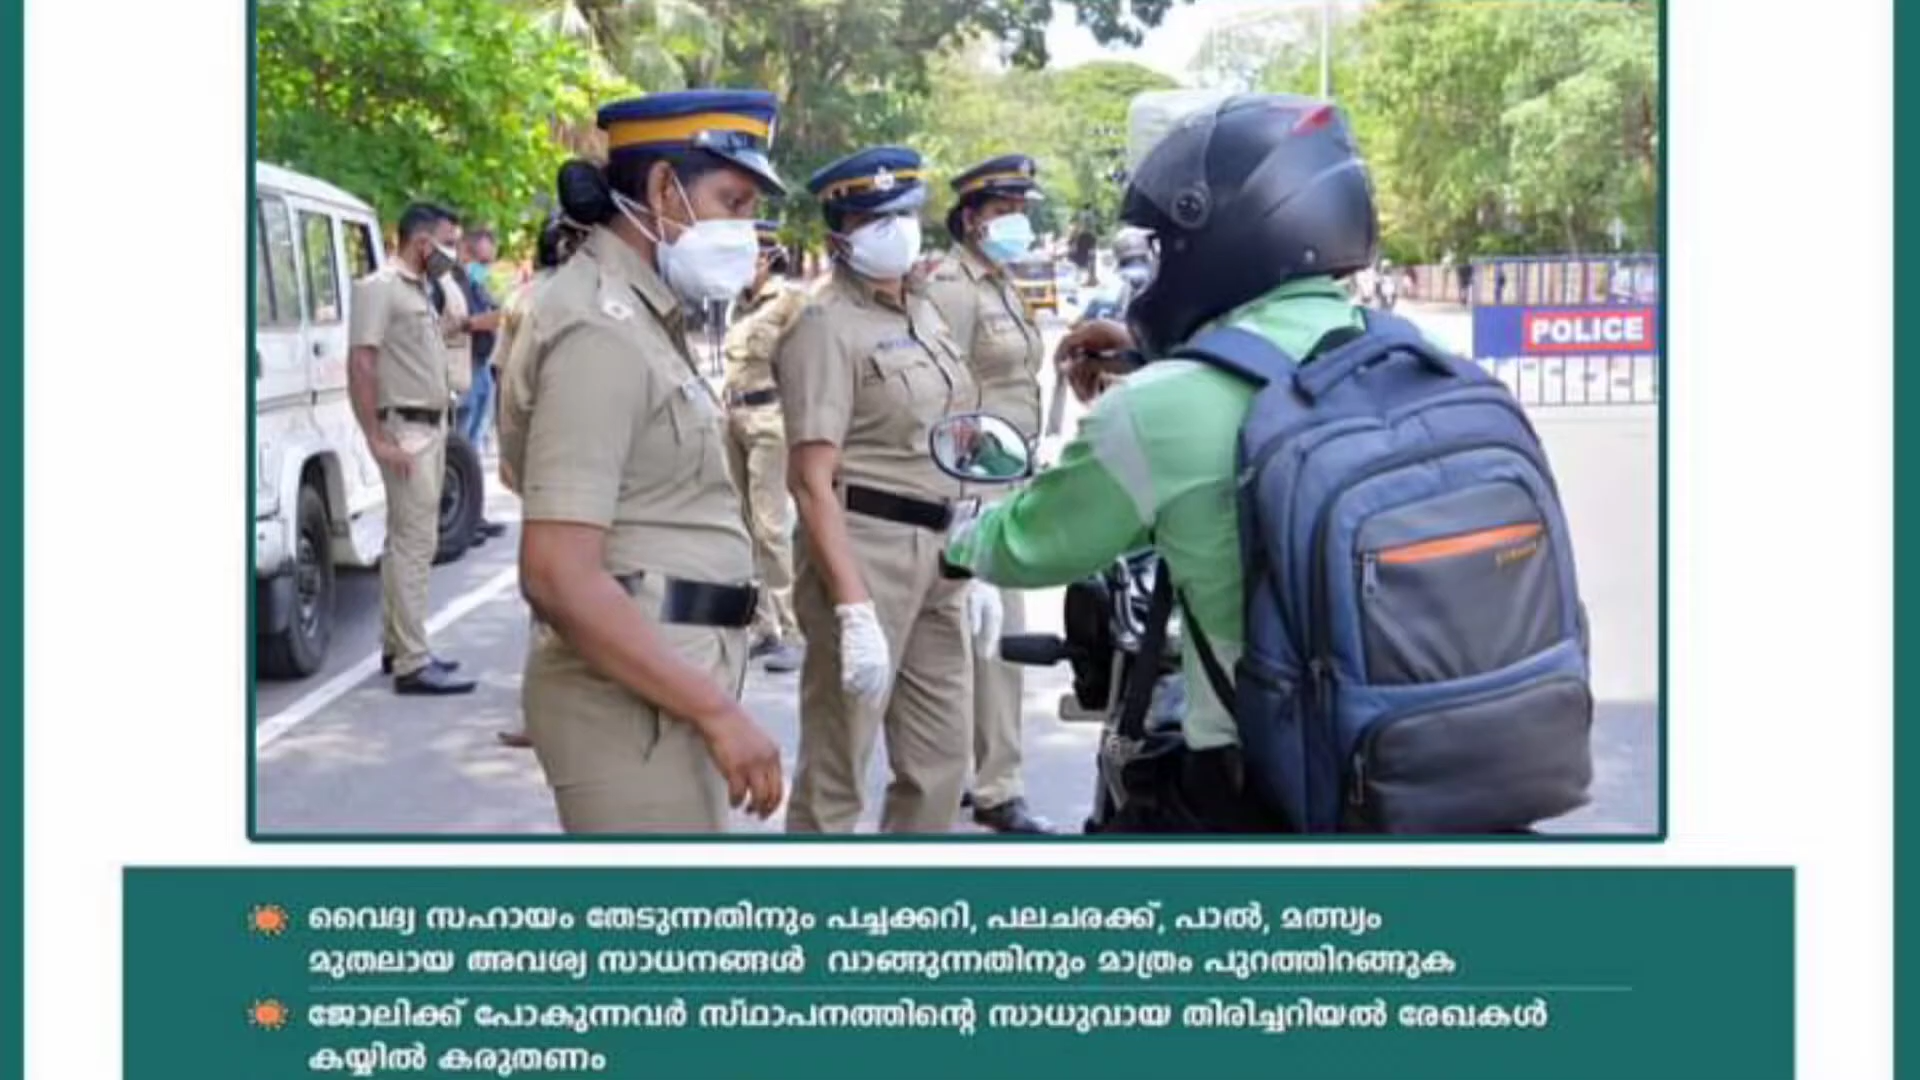 POLICE
വൈദ്യ സഹായം തേടുന്നതിനും പച്ചക്കറി, പലചരക്ക്, പാൽ, മത്സ്യം
മുതലായ അവശ്യ സാധനങ്ങൾ വാങ്ങുന്നതിനും മാത്രം പുറത്തിറങ്ങുക
ജോലിക്ക് പോകുന്നവർ സ്ഥാപനത്തിന്റെ സാധുവായ തിരിച്ചറിയൽ രേഖകൾ
കയ്യിൽ കരുതണം